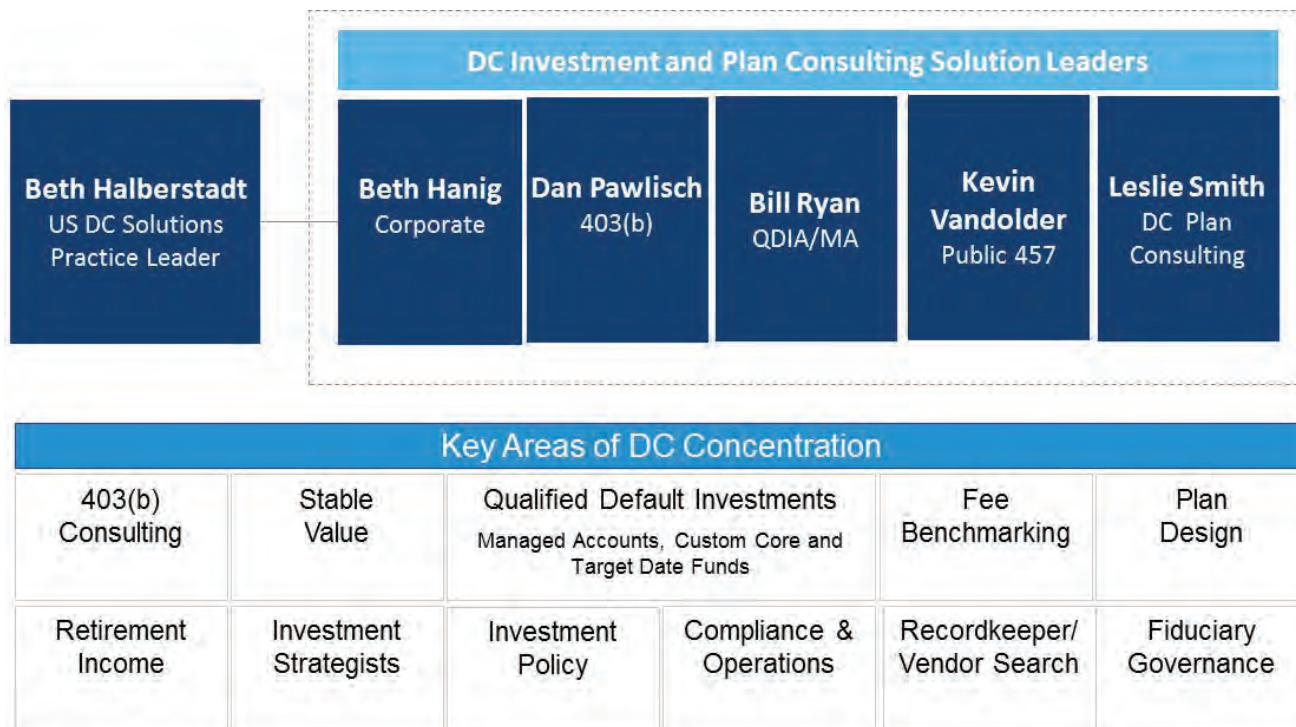 DC Investment and Plan Consulting Solution Leaders
Beth Halberstadt
US DC Solutions
Practice Leader
Beth Hanig
Corporate
Dan Pawlisch
403(b)
Bill Ryan
QDIA/MA
Kevin
Vandolder
Public 457
Leslie Smith
DC Plan
Consulting
Key Areas of DC Concentration
403(b)
Consulting
Stable
Value
Qualified Default Investments
Managed Accounts, Custom Core and
Target Date Funds
Fee
Benchmarking
Plan
Design
Retirement
Income
Investment
Strategists
Investment
Policy
Compliance &
Operations
Recordkeeper/
Vendor Search
Fiduciary
Governance